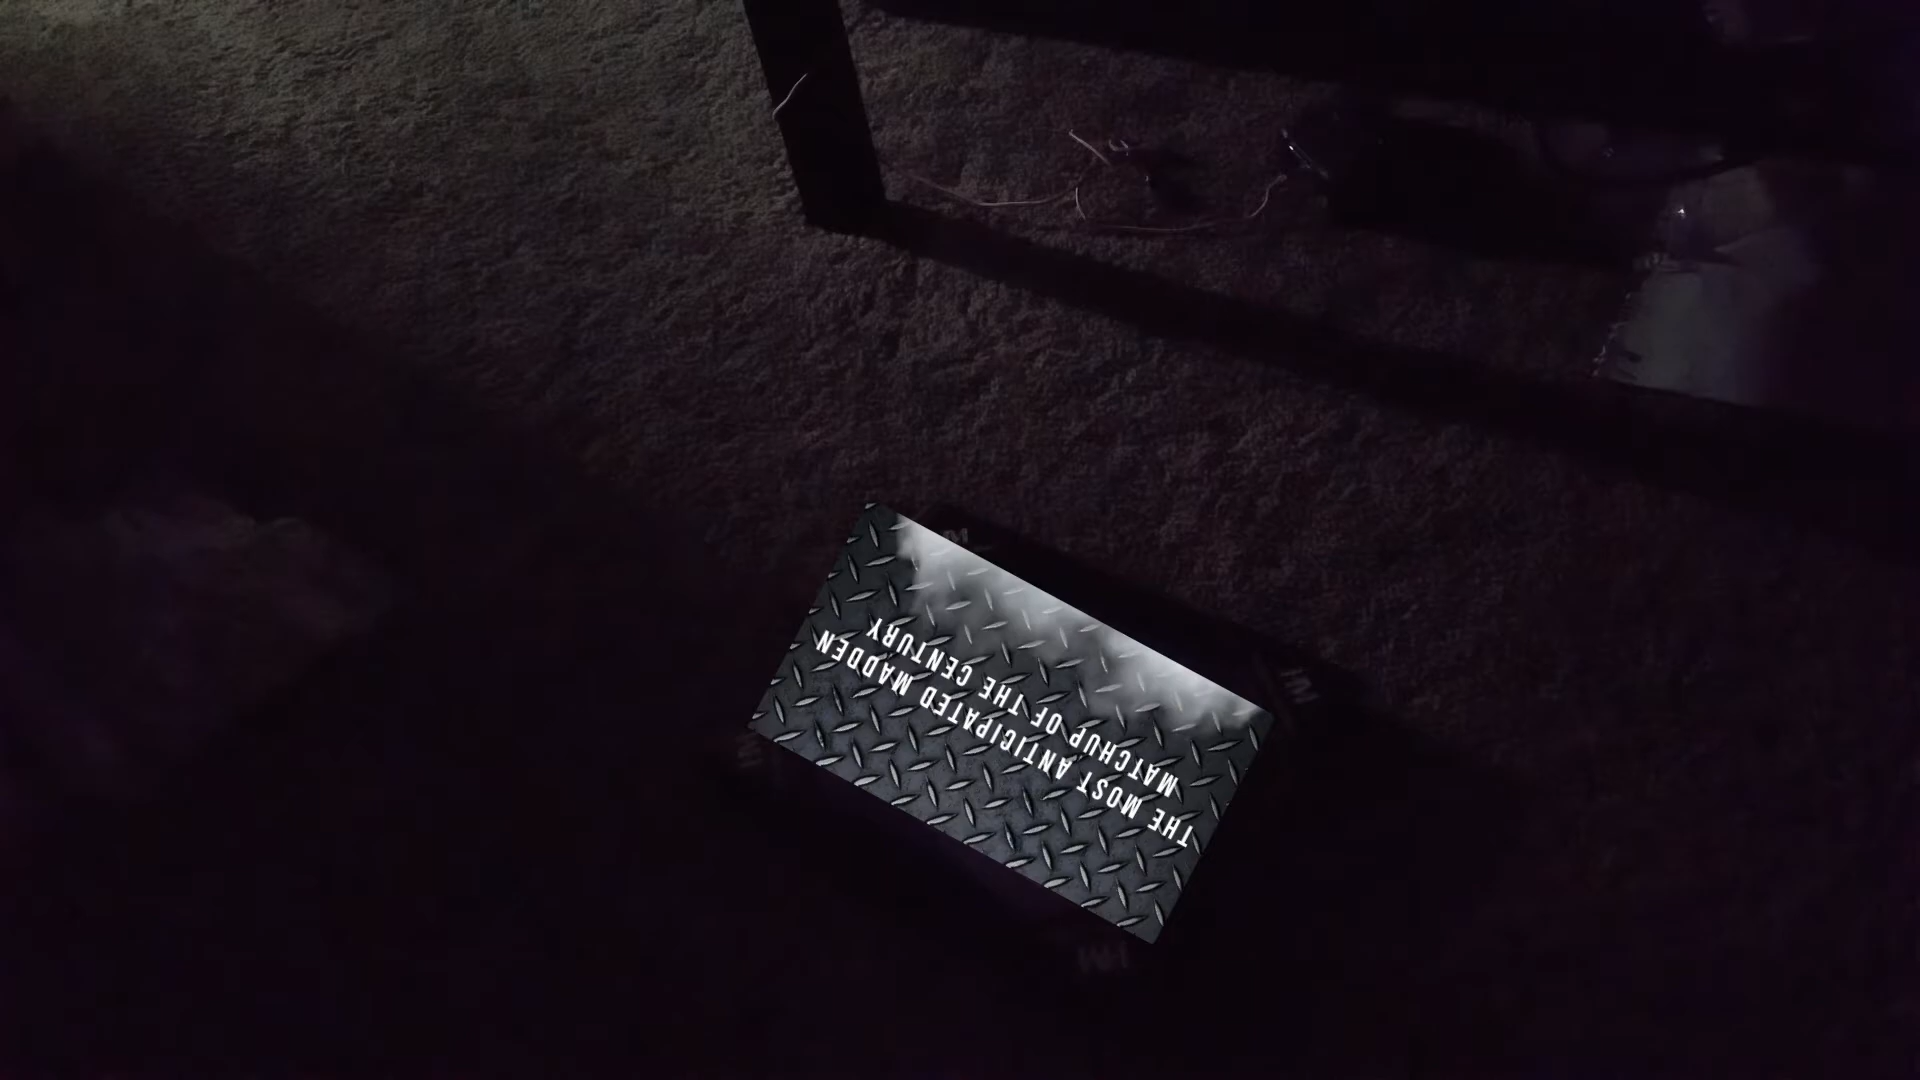 THE MOST ANTICIPATED MADDEN
MATCHUP OF THE CENTURY